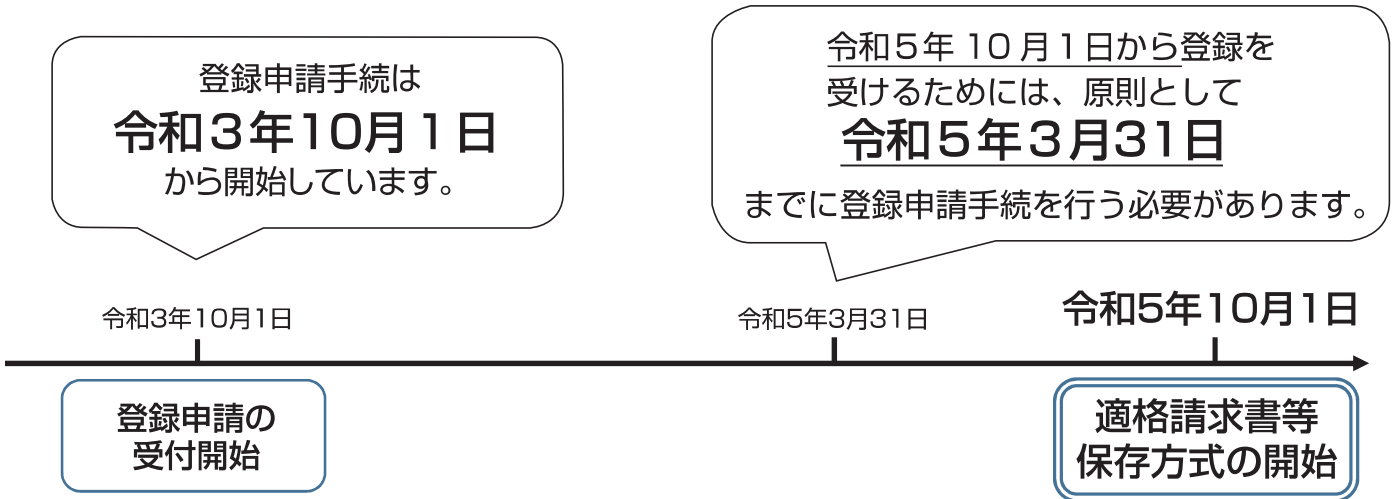 登録申請手続は
令和３年10月１日
から開始しています。
令和５年 10 月１日から登録を
受けるためには、原則として
令和５年３月31日
までに登録申請手続を行う必要があります。
令和3年10月1日
令和5年3月31日
令和5年10月1日
登録申請の
受付開始
適格請求書等
保存方式の開始